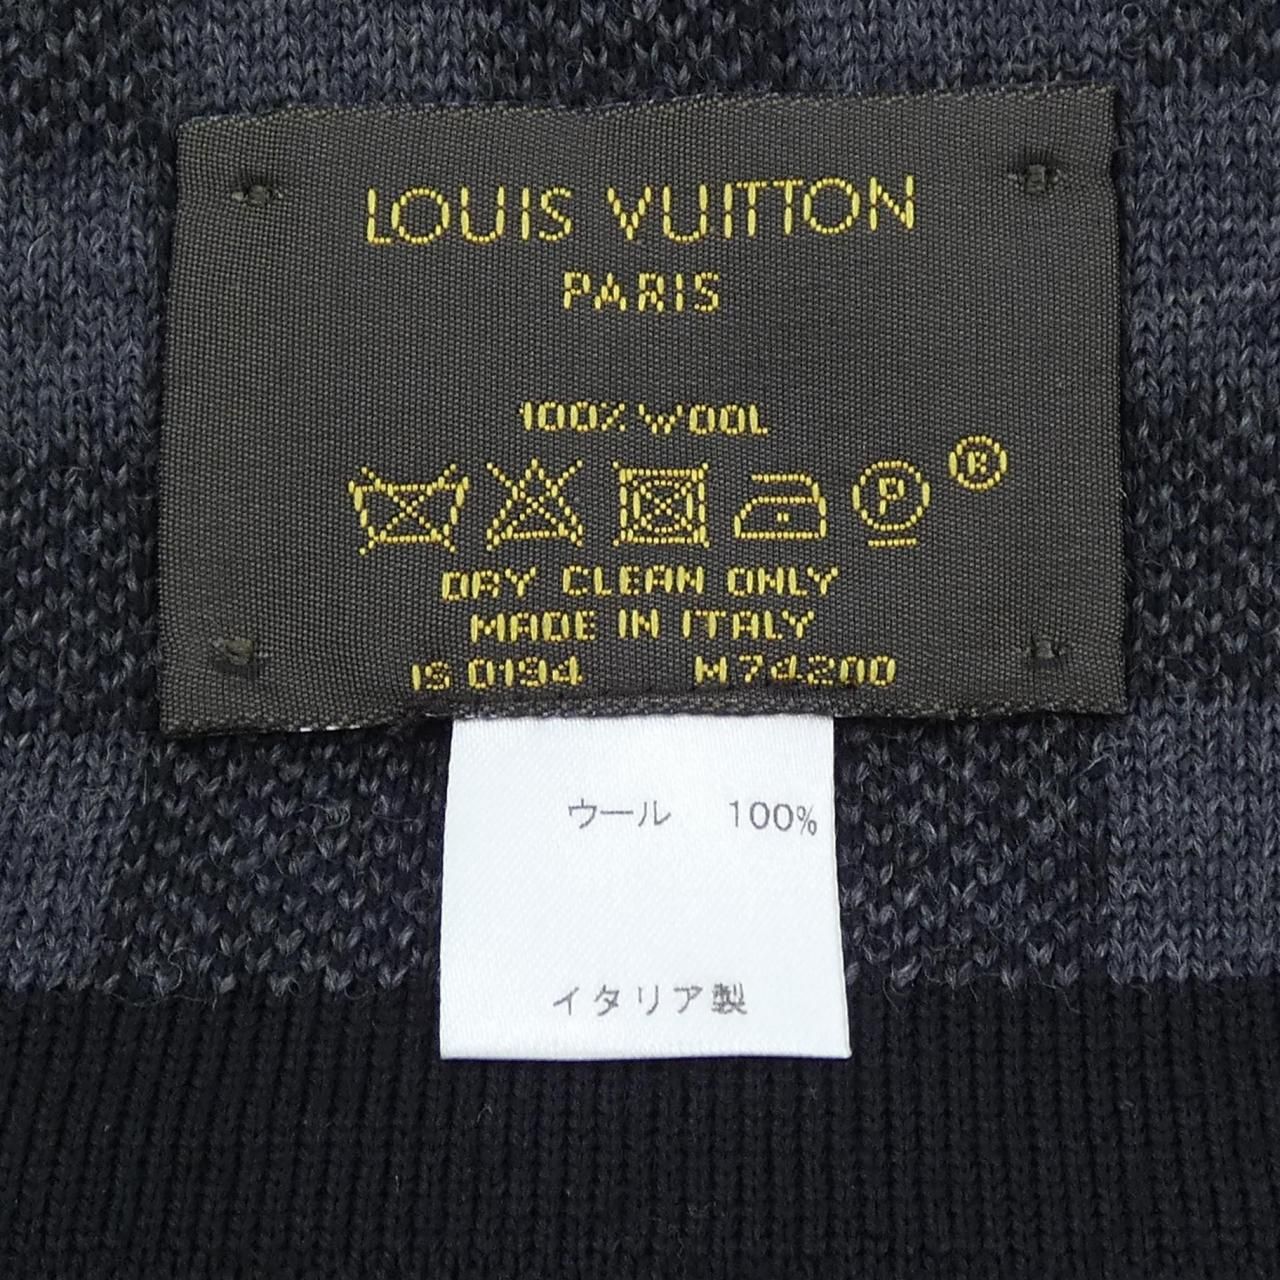 LOUIS VUITTON
PARIS
100% WOOL
P ®
DRY CLEAN ONLY
MADE IN ITALY
IS 0194 M74200
ウール 100%
イタリア製